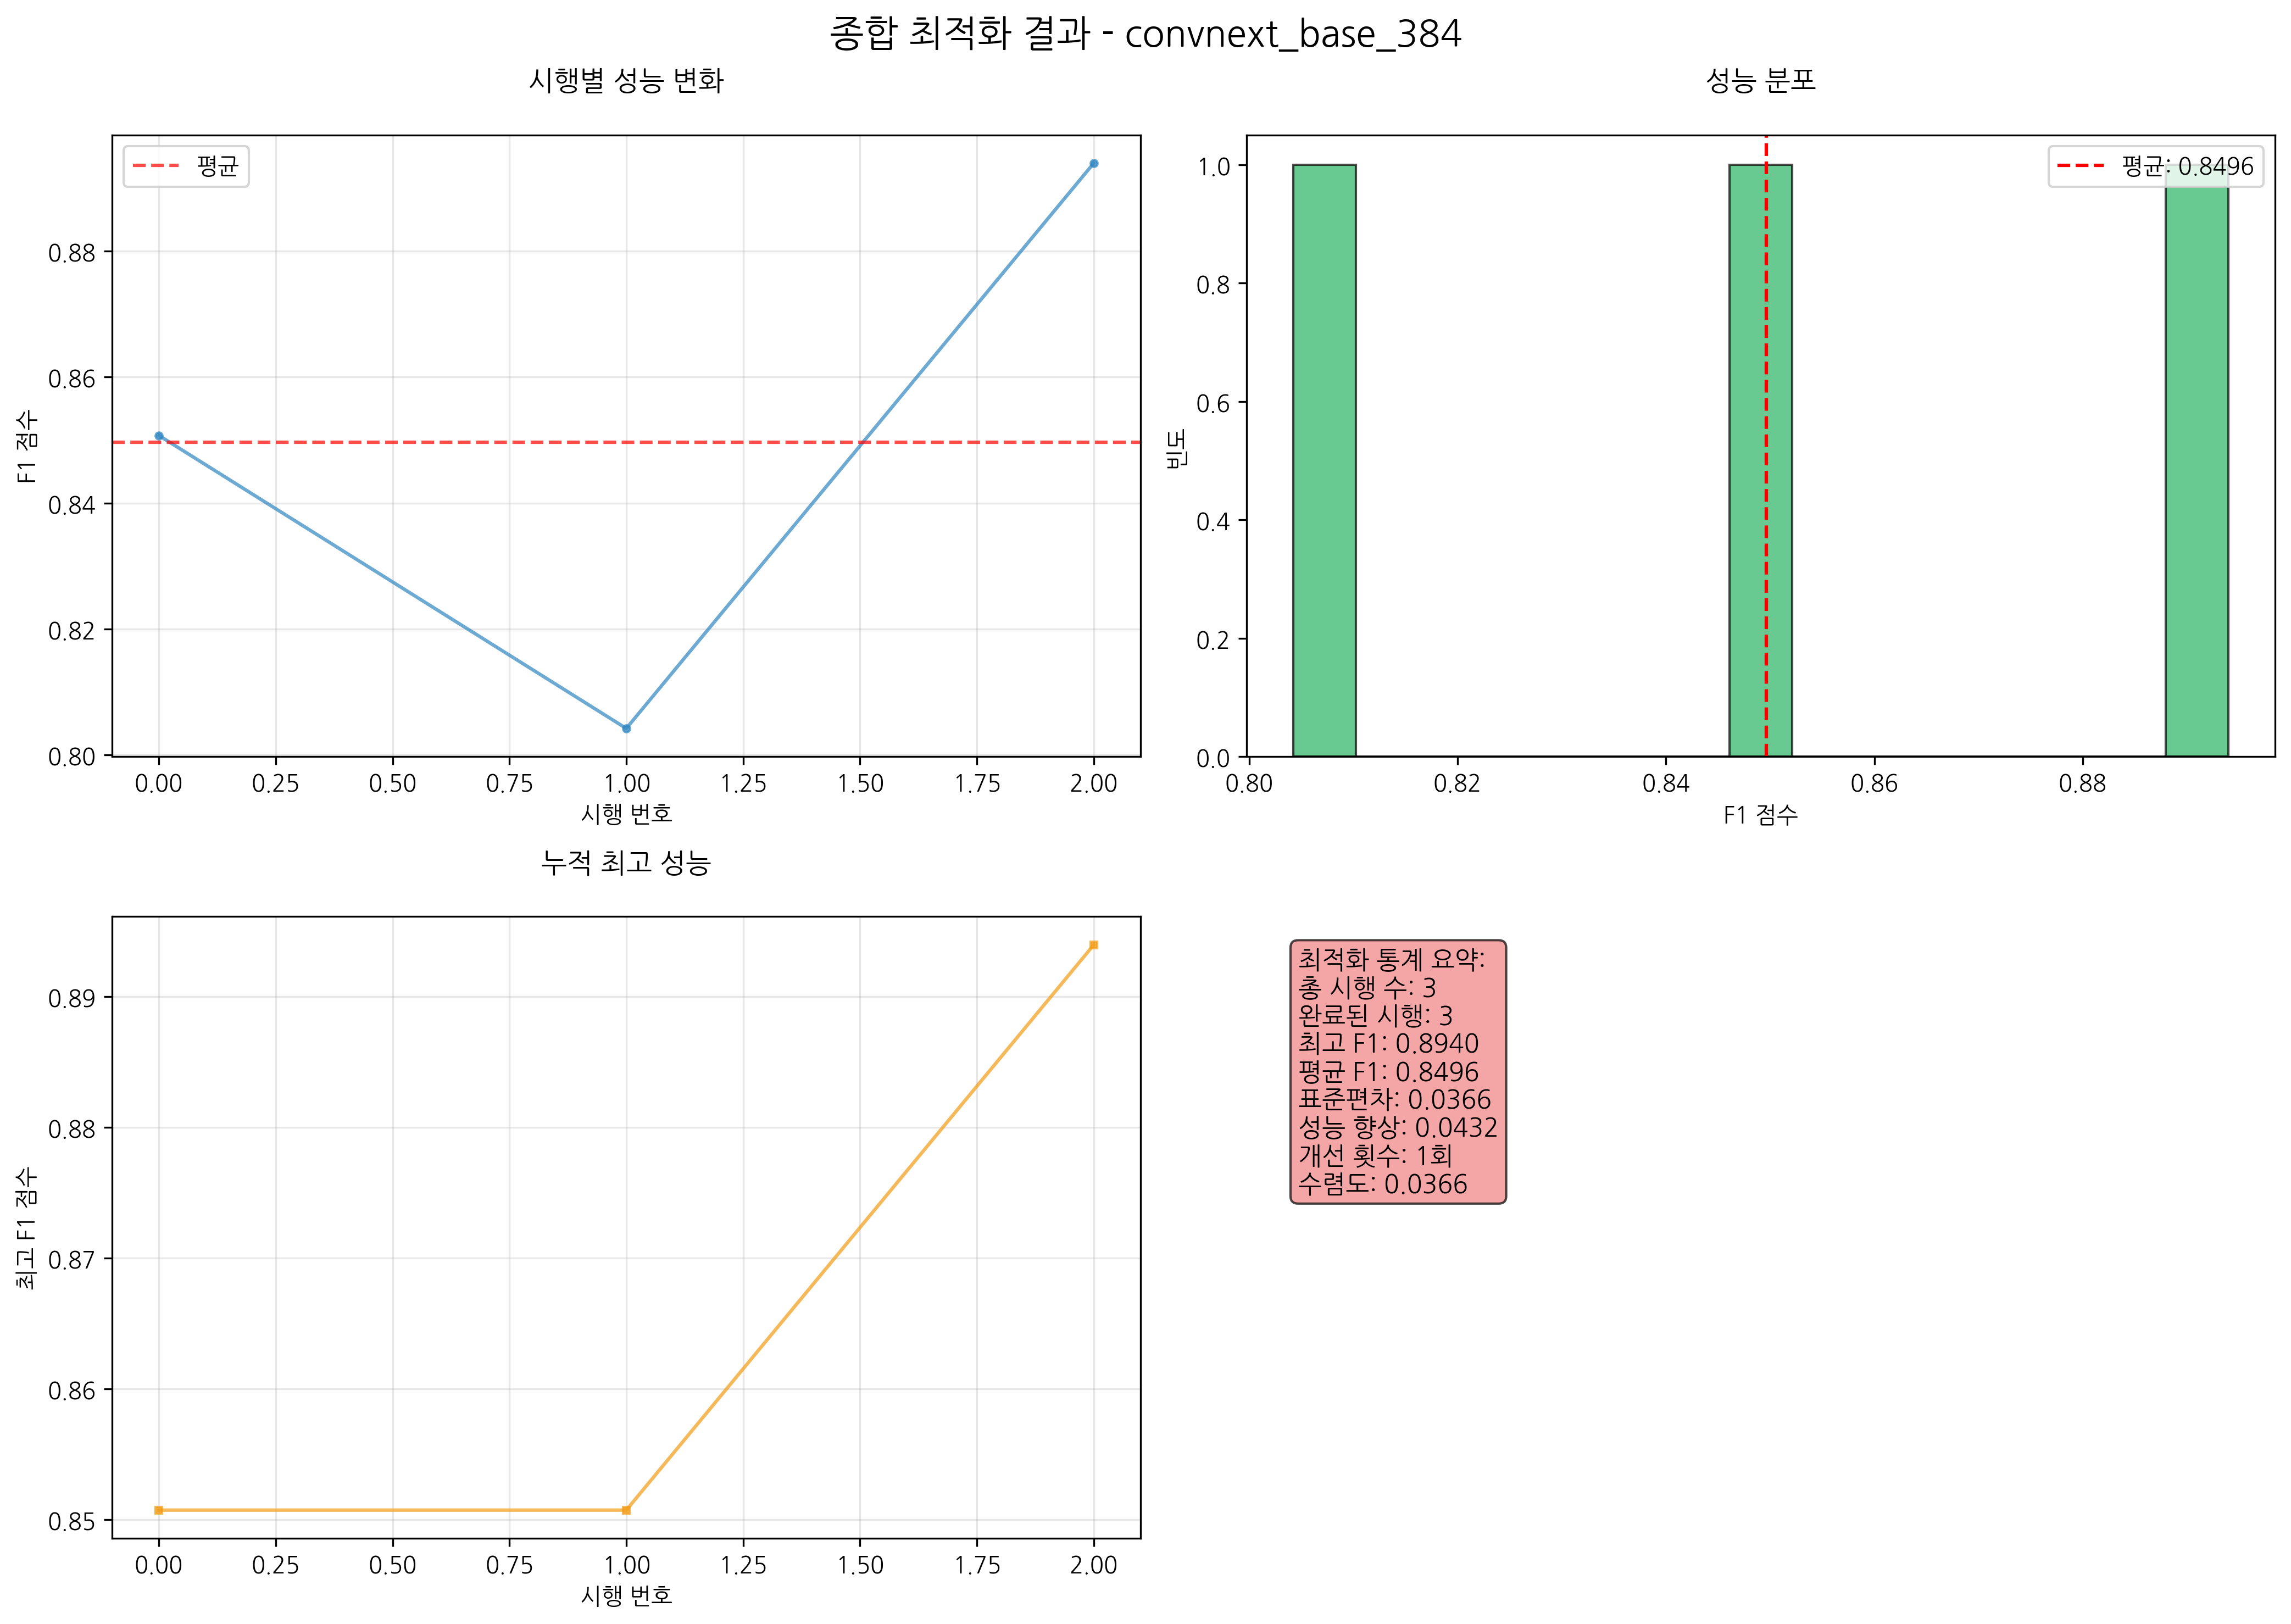 종합 최적화 결과 - convnext_base_384
시행별 성능 변화
평균
F1 점수
0.88
0.86
0.84
0.82
0.80
0.00 0.25 0.50 0.75 1.00 1.25 1.50 1.75 2.00
시행 번호
성능 분포
평균: 0.8496
빈도
1.0
0.8
0.6
0.4
0.2
0.0
0.80 0.82 0.84 0.86 0.88
F1 점수
누적 최고 성능
최고 F1 점수
0.89
0.88
0.87
0.86
0.85
0.00 0.25 0.50 0.75 1.00 1.25 1.50 1.75 2.00
시행 번호
최적화 통계 요약:
총 시행 수: 3
완료된 시행: 3
최고 F1: 0.8940
평균 F1: 0.8496
표준편차: 0.0366
성능 향상: 0.0432
개선 횟수: 1회
수렴도: 0.0366